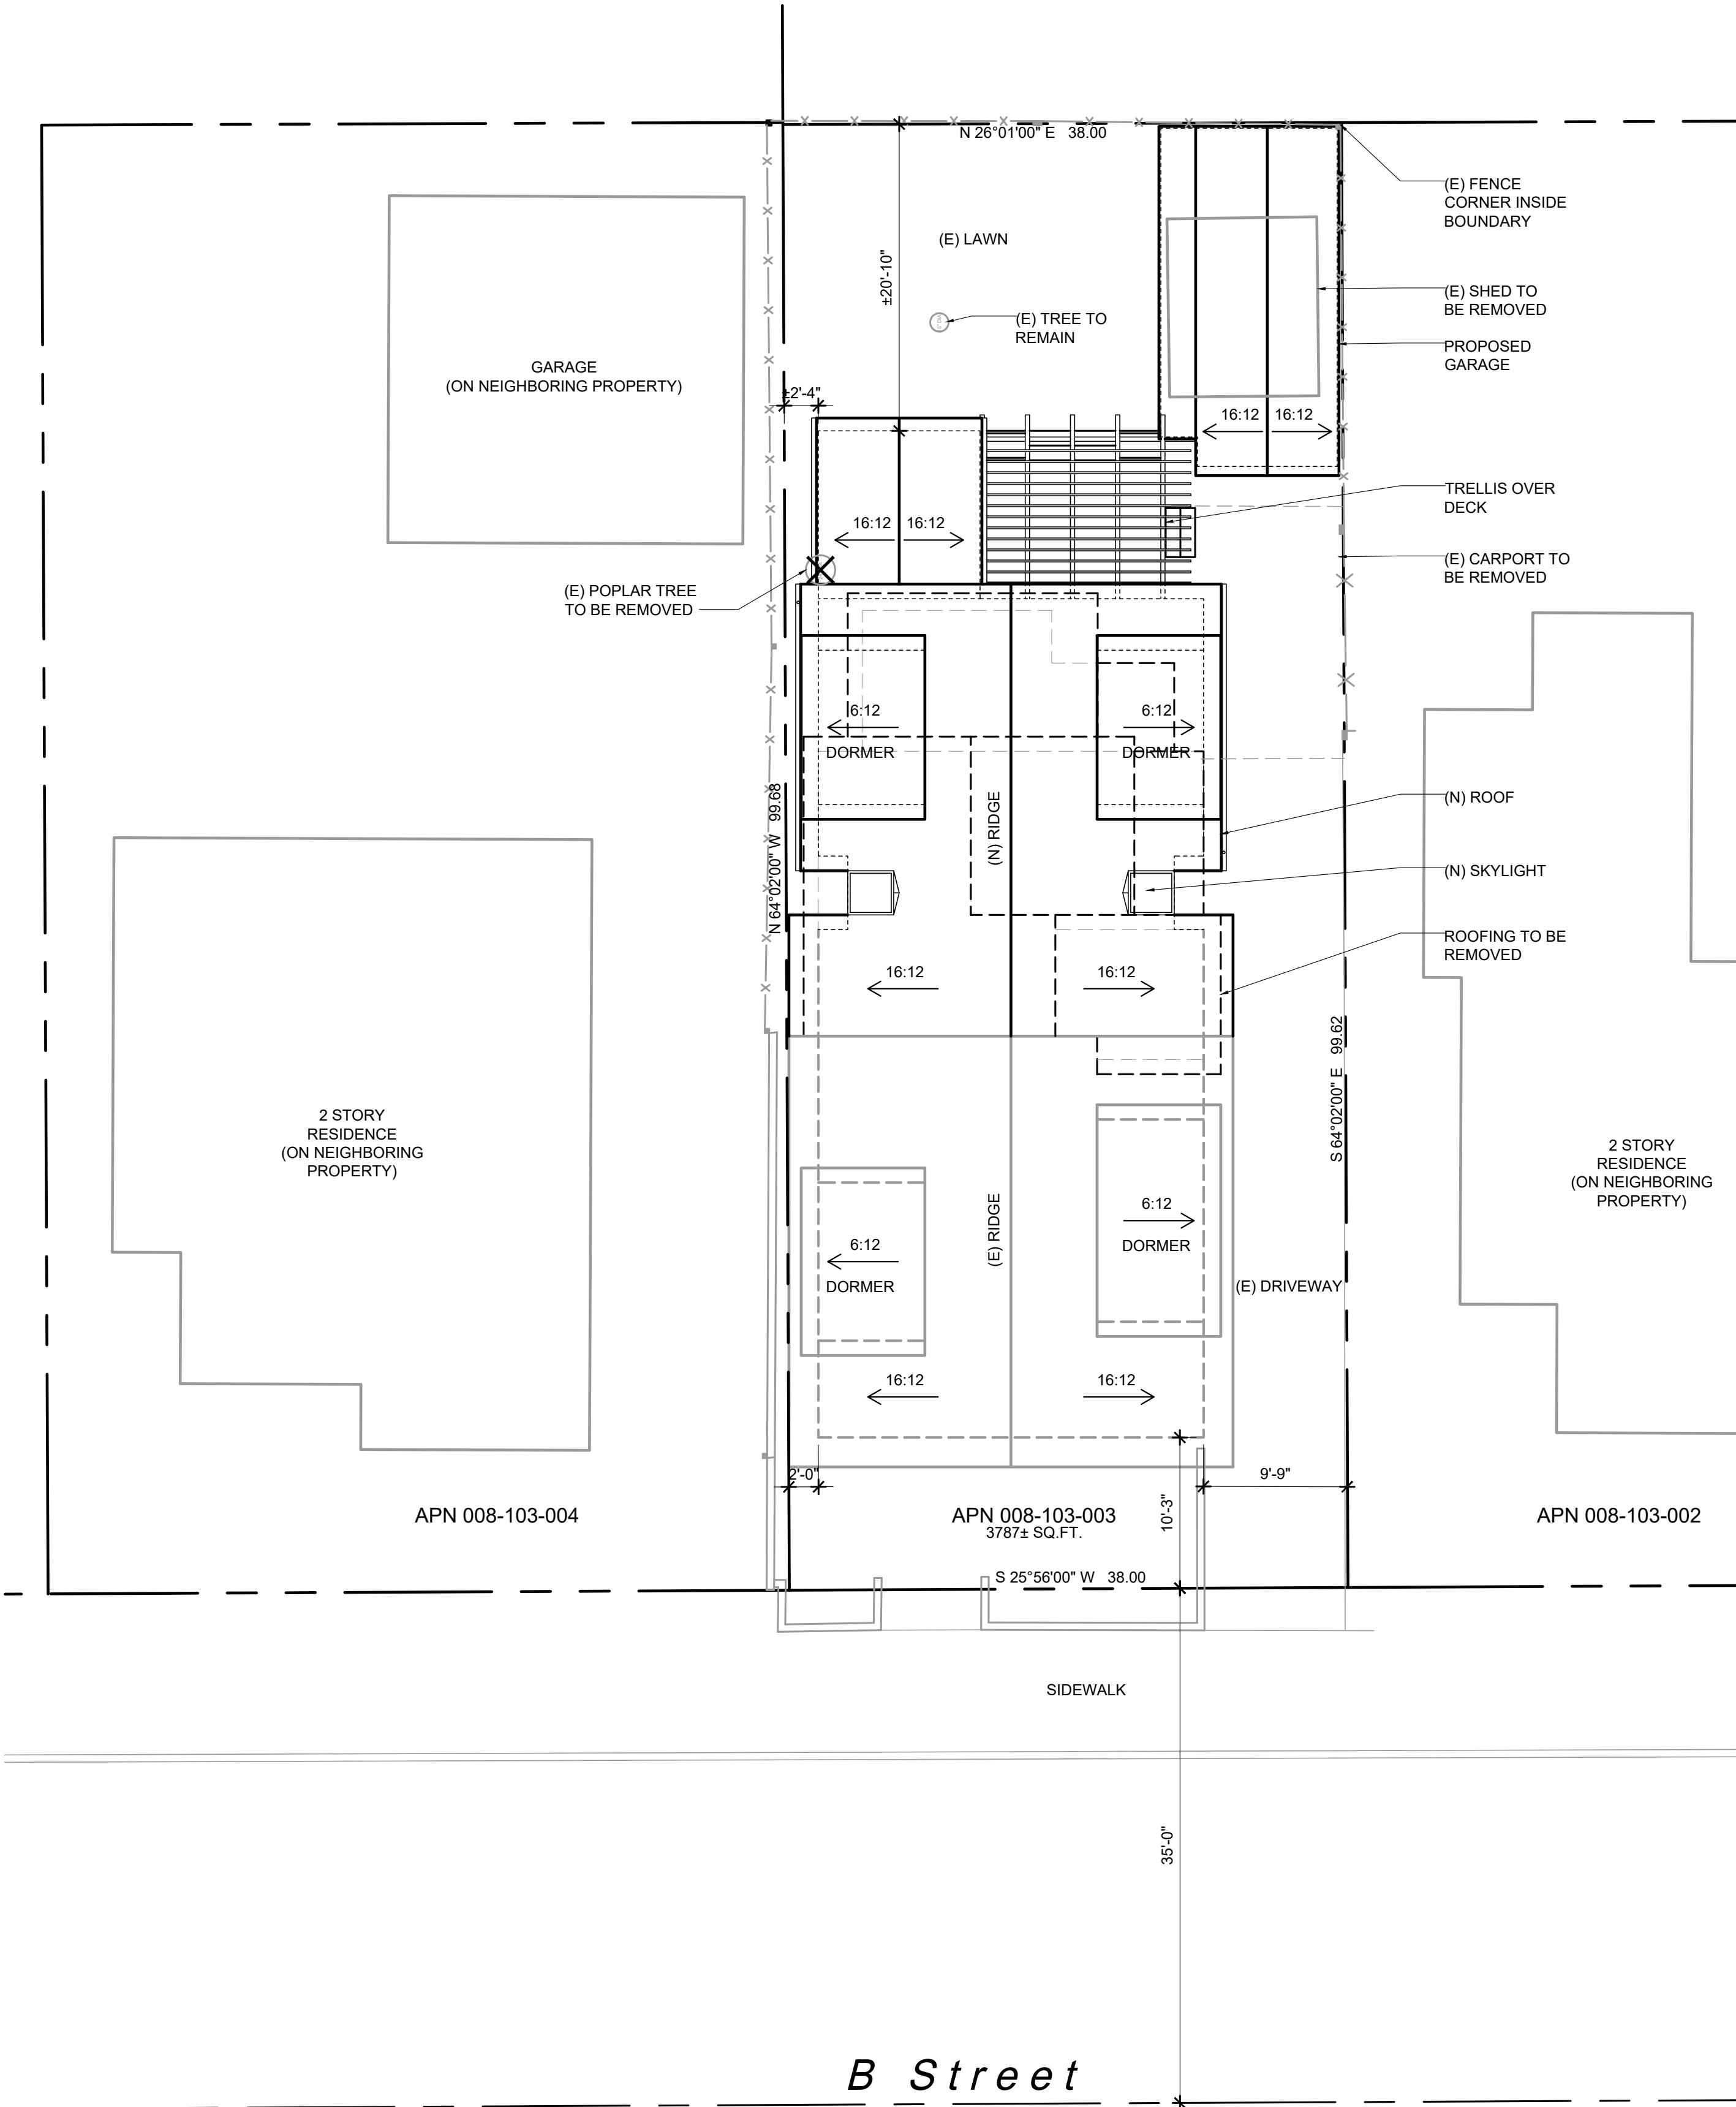 N 26°01'00" E   38.00
(E) FENCE
CORNER INSIDE
BOUNDARY
(E) LAWN
±20'-10"
(E) SHED TO
BE REMOVED
(E) TREE TO
REMAIN
PROPOSED
GARAGE
GARAGE
(ON NEIGHBORING PROPERTY)
±2'-4"
16:12
16:12
TRELLIS OVER
DECK
16:12
16:12
(E) CARPORT TO
BE REMOVED
(E) POPLAR TREE
TO BE REMOVED
6:12
DORMER
6:12
DORMER
(N) RIDGE
(N) ROOF
N 64°02'00" W   99.68
(N) SKYLIGHT
ROOFING TO BE
REMOVED
16:12
16:12
S 64°02'00" E   99.62
2 STORY
RESIDENCE
(ON NEIGHBORING
PROPERTY)
2 STORY
RESIDENCE
(ON NEIGHBORING
PROPERTY)
(E) RIDGE
6:12
DORMER
6:12
DORMER
(E) DRIVEWAY
16:12
16:12
2'-0"
9'-9"
10'-3"
APN 008-103-004
APN 008-103-003
3787± SQ.FT.
APN 008-103-002
S 25°56'00" W   38.00
SIDEWALK
35'-0"
B Street